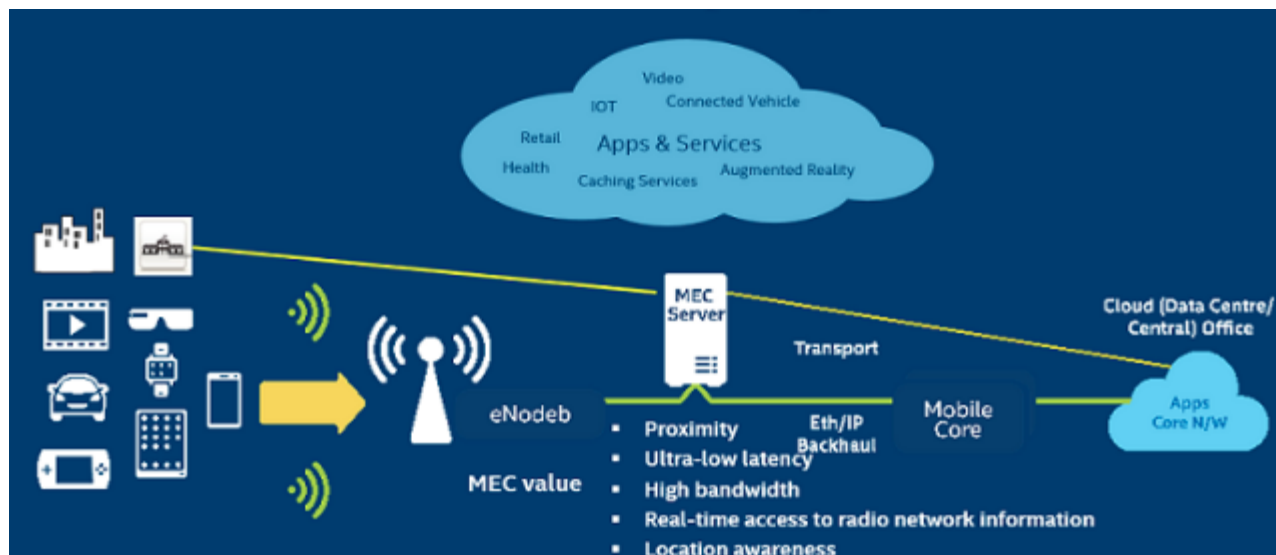 Video
IOT
Connected Vehicle
Retail
Apps & Services
Health
Caching Services
Augmented Reality
MEC
Server
Cloud (Data Centre/
Central) Office
Transport
eNodeb
Eth/IP
Backhaul
Mobile
Core
Apps
Core N/W
MEC value
▪ Proximity
▪ Ultra-low latency
▪ High bandwidth
▪ Real-time access to radio network information
▪ Location awareness